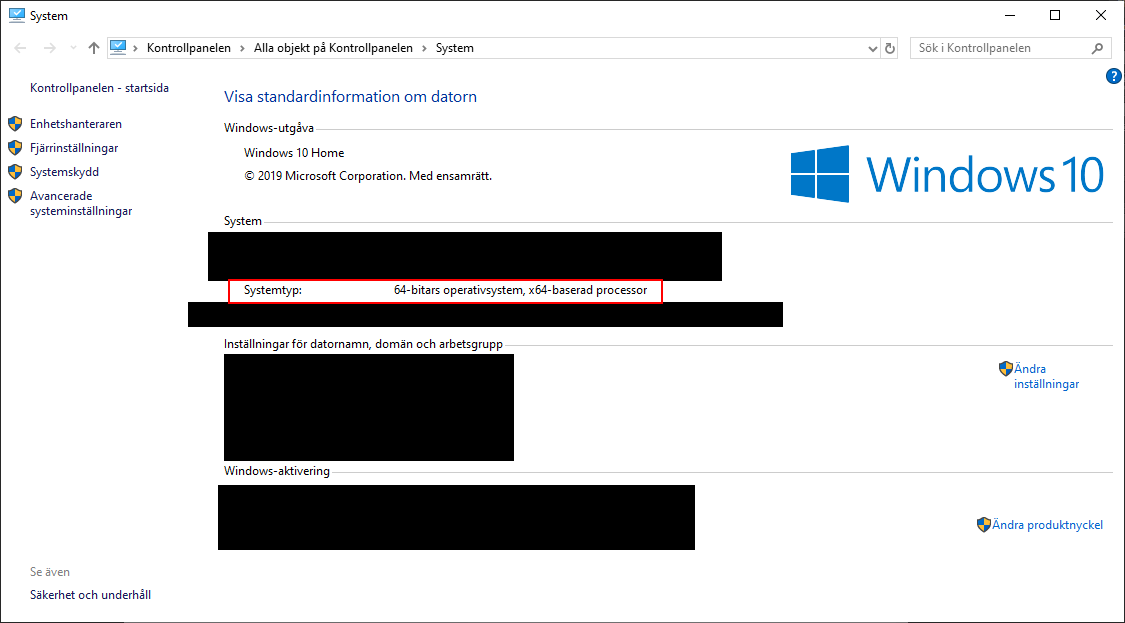 System
Kontrollpanelen › Alla objekt på Kontrollpanelen › System
Sök i Kontrollpanelen
?
Kontrollpanelen - startsida
Enhetshanteraren
Fjärrinställningar
Systemskydd
Avancerade
systeminställningar
Visa standardinformation om datorn
Windows-utgåva
Windows 10 Home
© 2019 Microsoft Corporation. Med ensamrätt.
Windows 10
System
Systemtyp: 64-bitars operativsystem, x64-baserad processor
Inställningar för datornamn, domän och arbetsgrupp
Ändra
inställningar
Windows-aktivering
Ändra produktnyckel
Se även
Säkerhet och underhåll